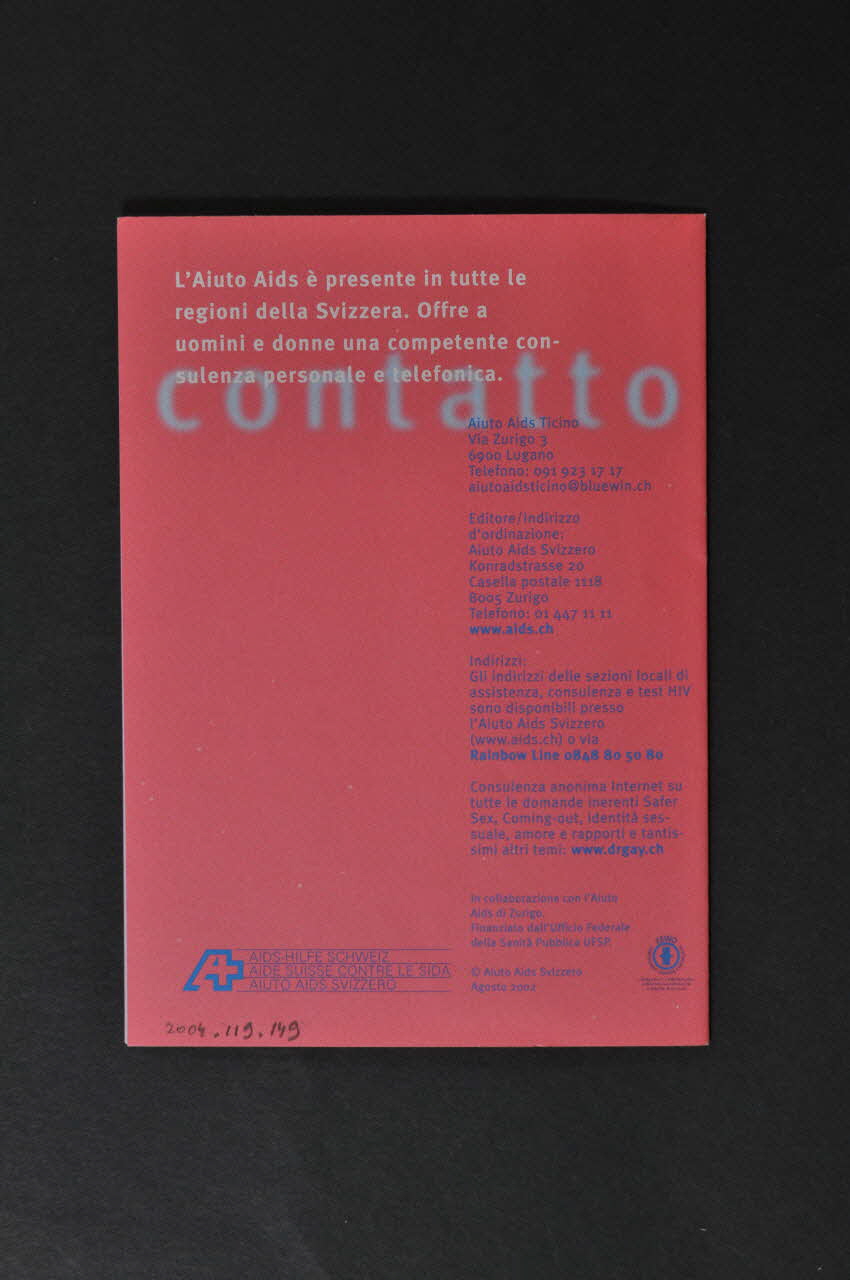 L'Aiuto Aids è presente in tutte le
regioni della Svizzera. Offre a
uomini e donne una competente con-
sulenza personale e telefonica.
contatto
Aiuto Aids Ticino
Via Zurigo 3
6900 Lugano
Telefono: 091 923 17 17
aiutoaidsticino@bluewin.ch
Editore/indirizzo
d'ordinazione:
Aiuto Aids Svizzero
Konradstrasse 20
Casella postale 1118
8005 Zurigo
Telefono: 01 447 11 11
www.aids.ch
Indirizzi:
Gli indirizzi delle sezioni locali di
assistenza, consulenza e test HIV
sono disponibili presso
l'Aiuto Aids Svizzero
(www.aids.ch) o via
Rainbow Line 0848 80 50 80
Consulenza anonima Internet su
tutte le domande inerenti Safer
Sex, Coming-out, identità ses-
suale, amore e rapporti e tantis-
simi altri temi: www.drgay.ch
In collaborazione con l'Aiuto
Aids di Zurigo.
Finanziato dall'Ufficio Federale
della Sanità Pubblica UFSP.
© Aiuto Aids Svizzero
Agosto 2002
AIDS-HILFE SCHWEIZ
AIDE SUISSE CONTRE LE SIDA
AIUTO AIDS SVIZZERO
ZEWO
2004.119.149